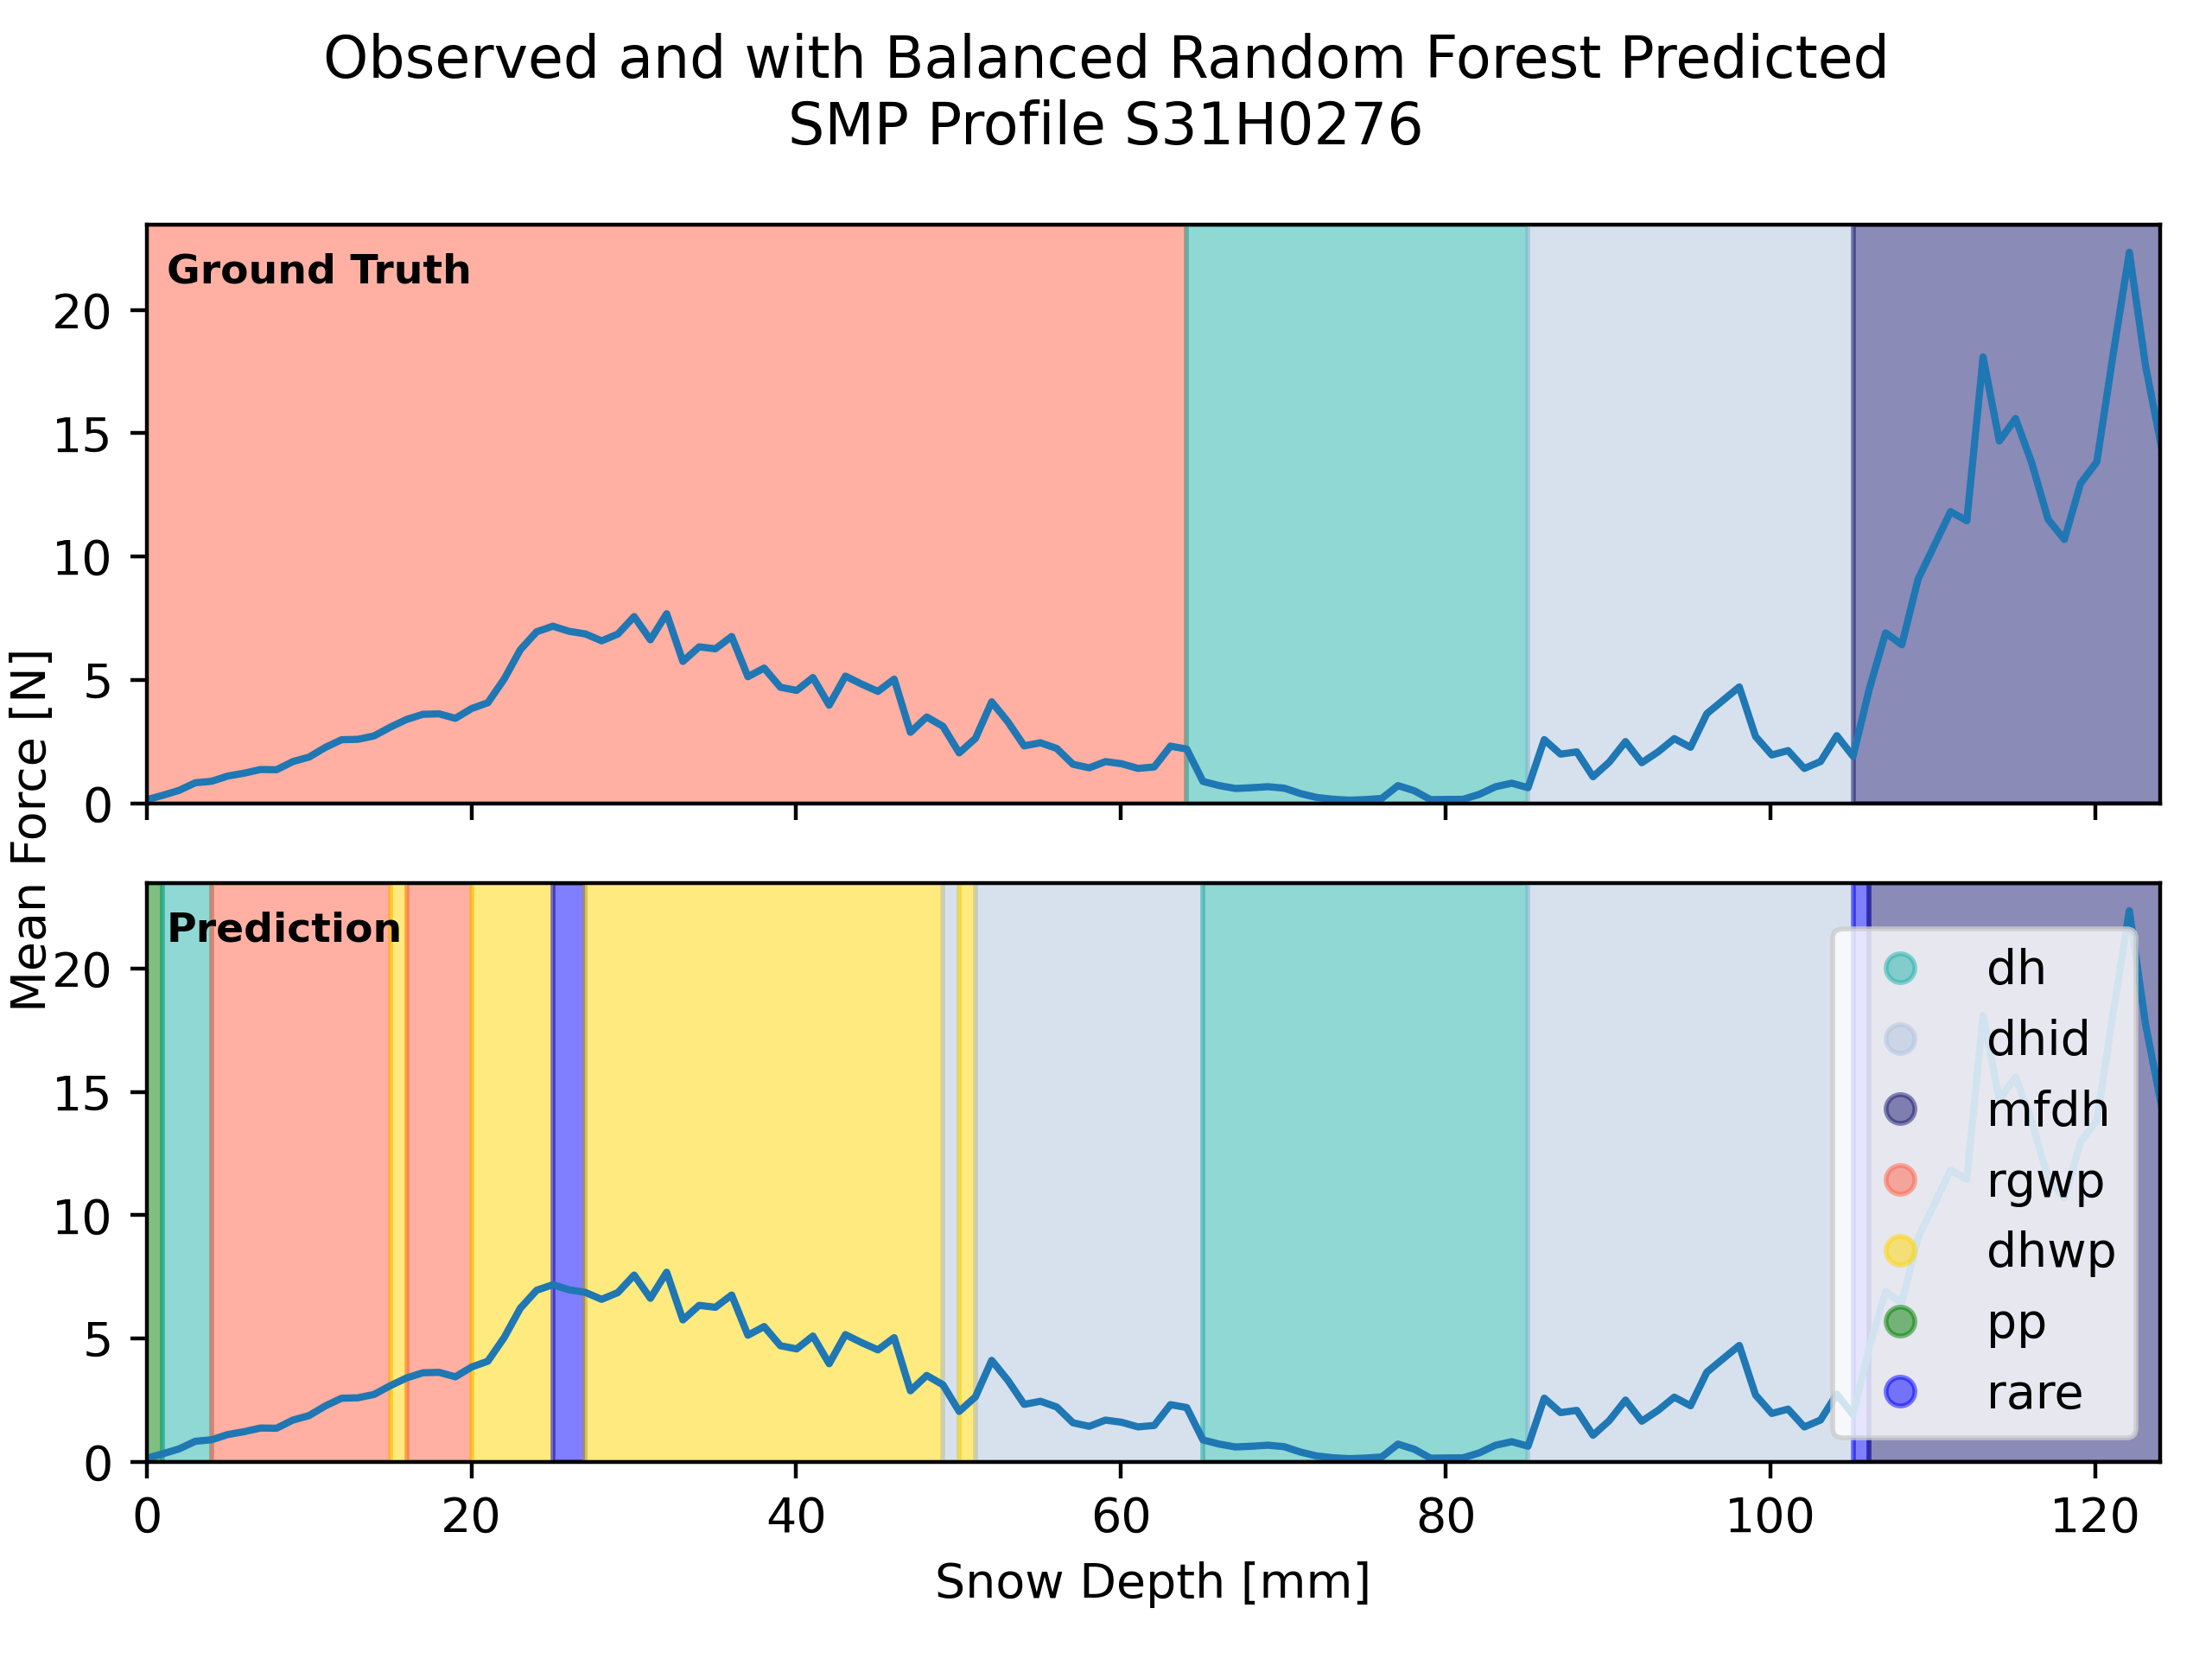 Observed and with Balanced Random Forest Predicted
SMP Profile S31H0276
Mean Force [N]
Ground Truth
20
15
10
5
0
Prediction
20
15
10
5
0
dh
dhid
mfdh
rgwp
dhwp
pp
rare
0 20 40 60 80 100 120
Snow Depth [mm]